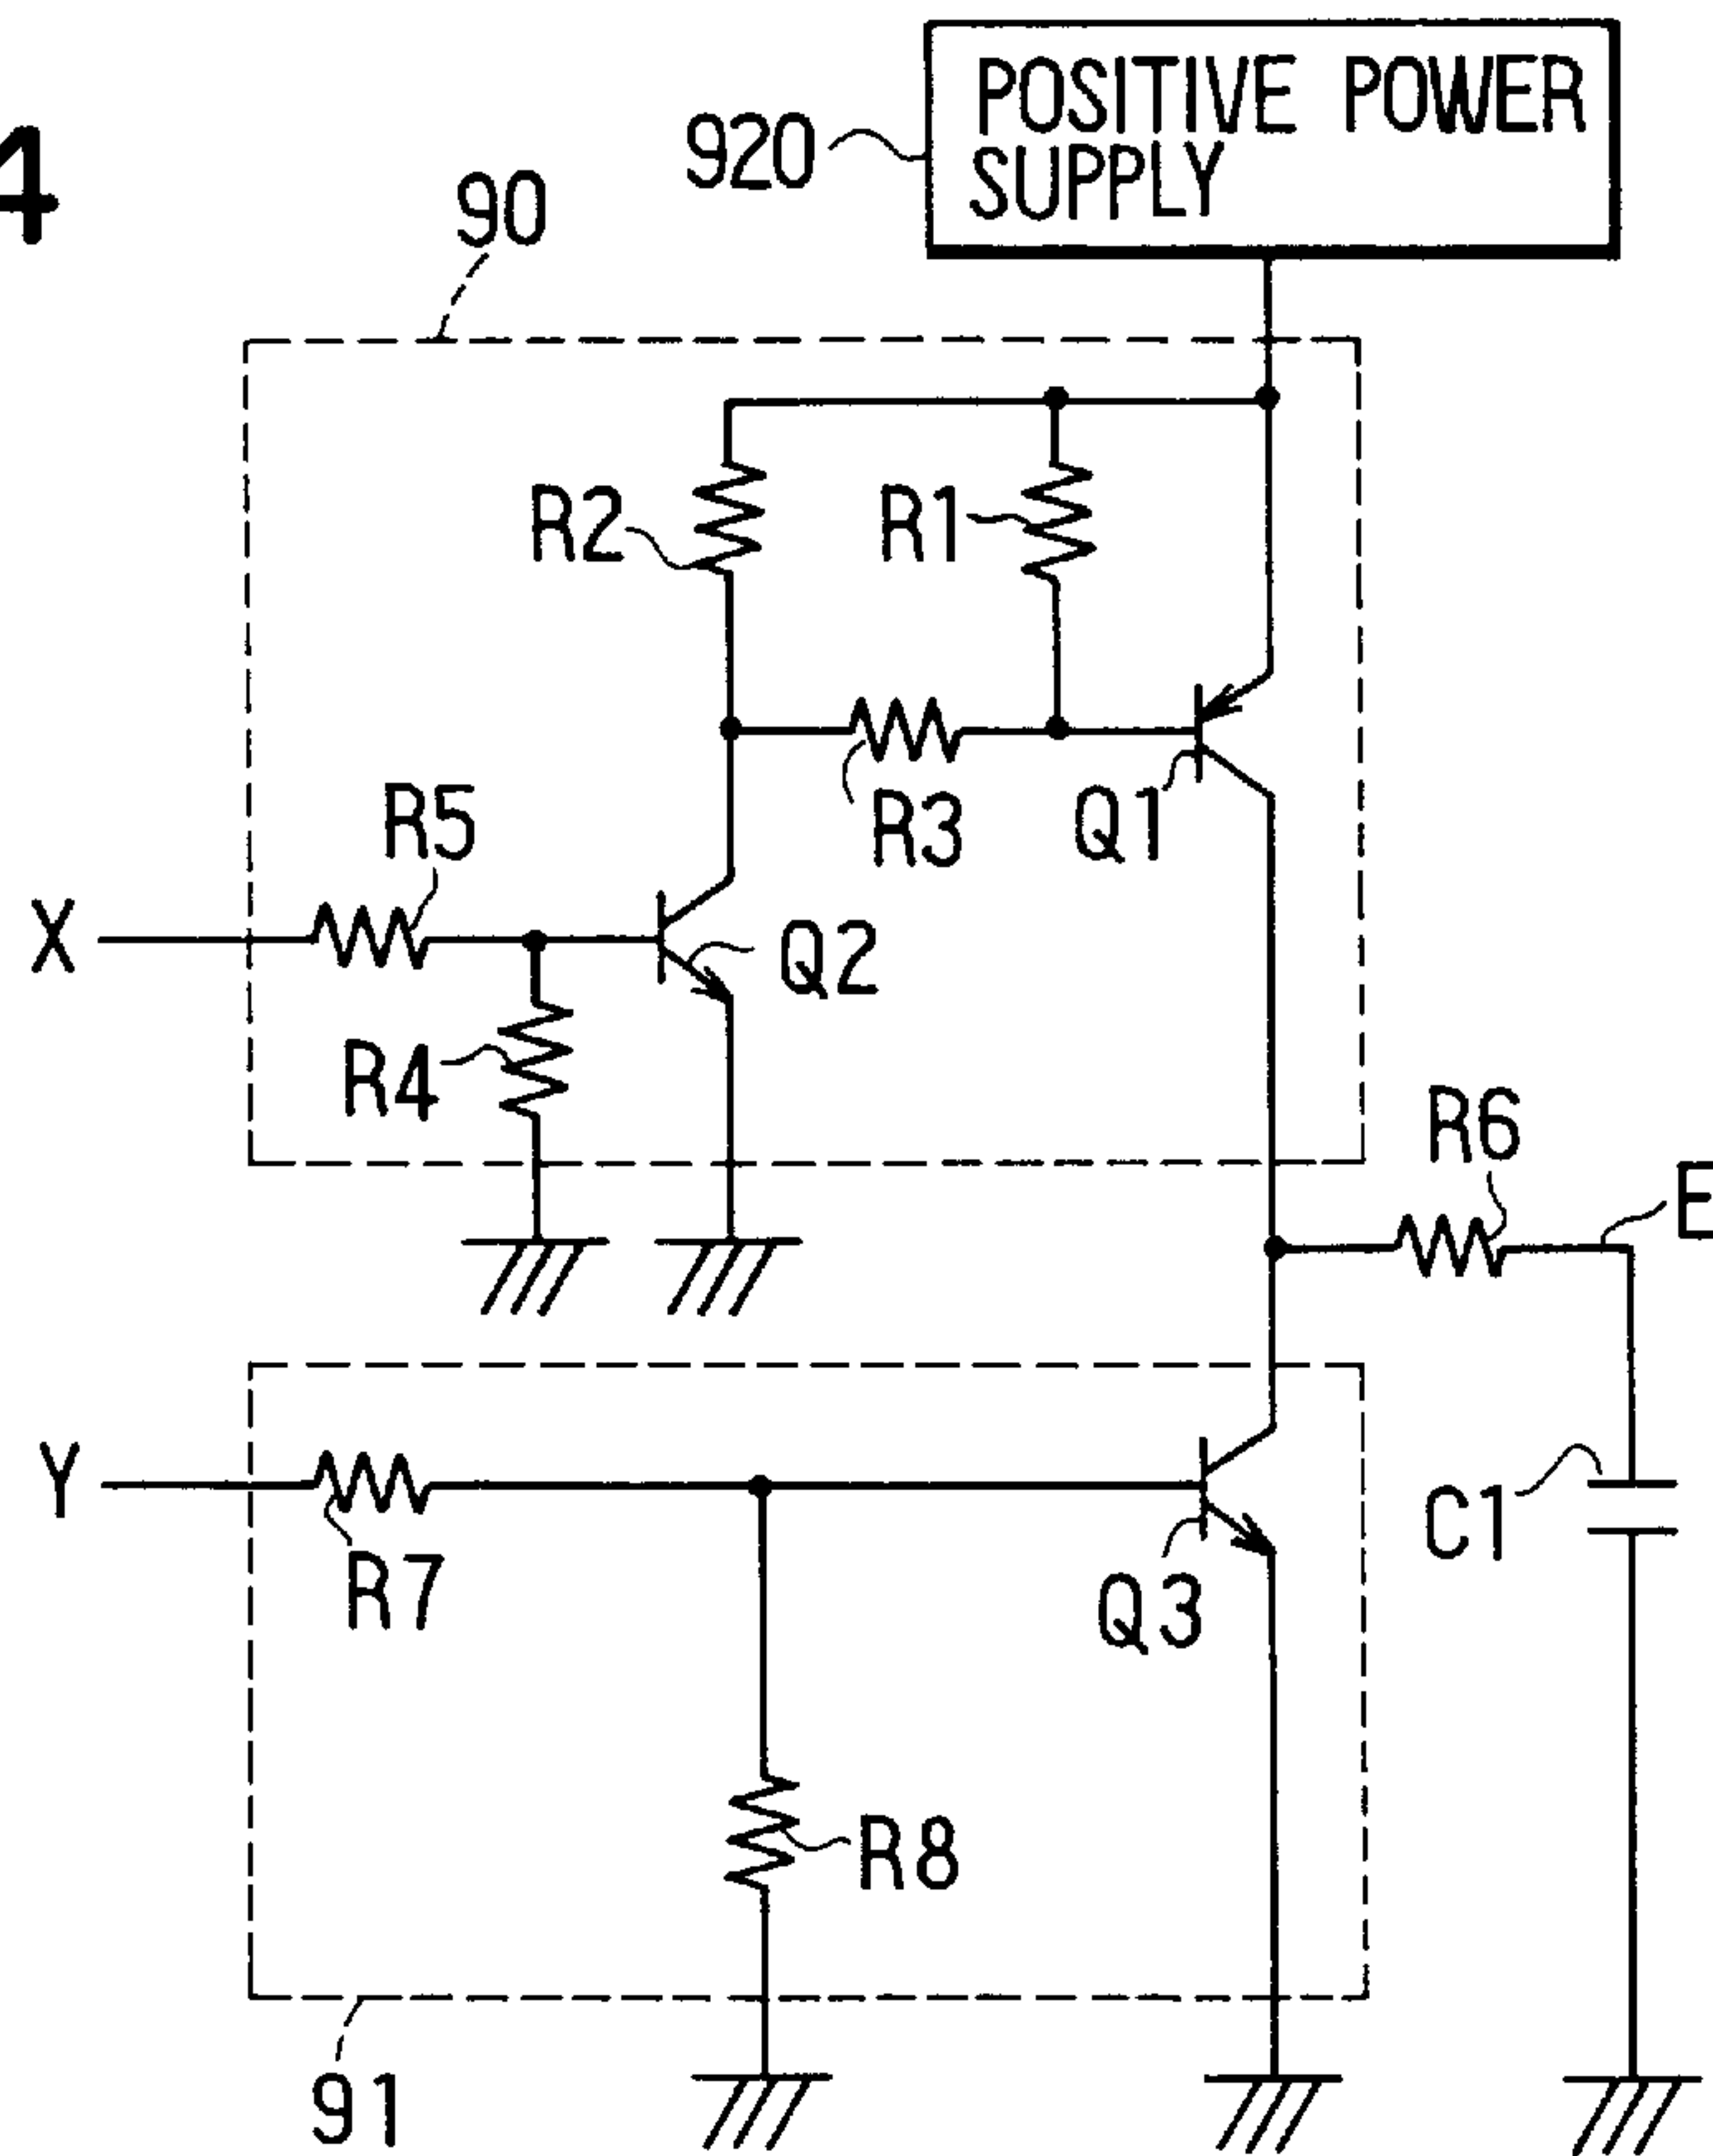 4
920
POSITIVE POWER
SUPPLY
90
R2
R1
R5
R3
Q1
X
Q2
R4
R6
E
Y
C1
R7
Q3
R8
91